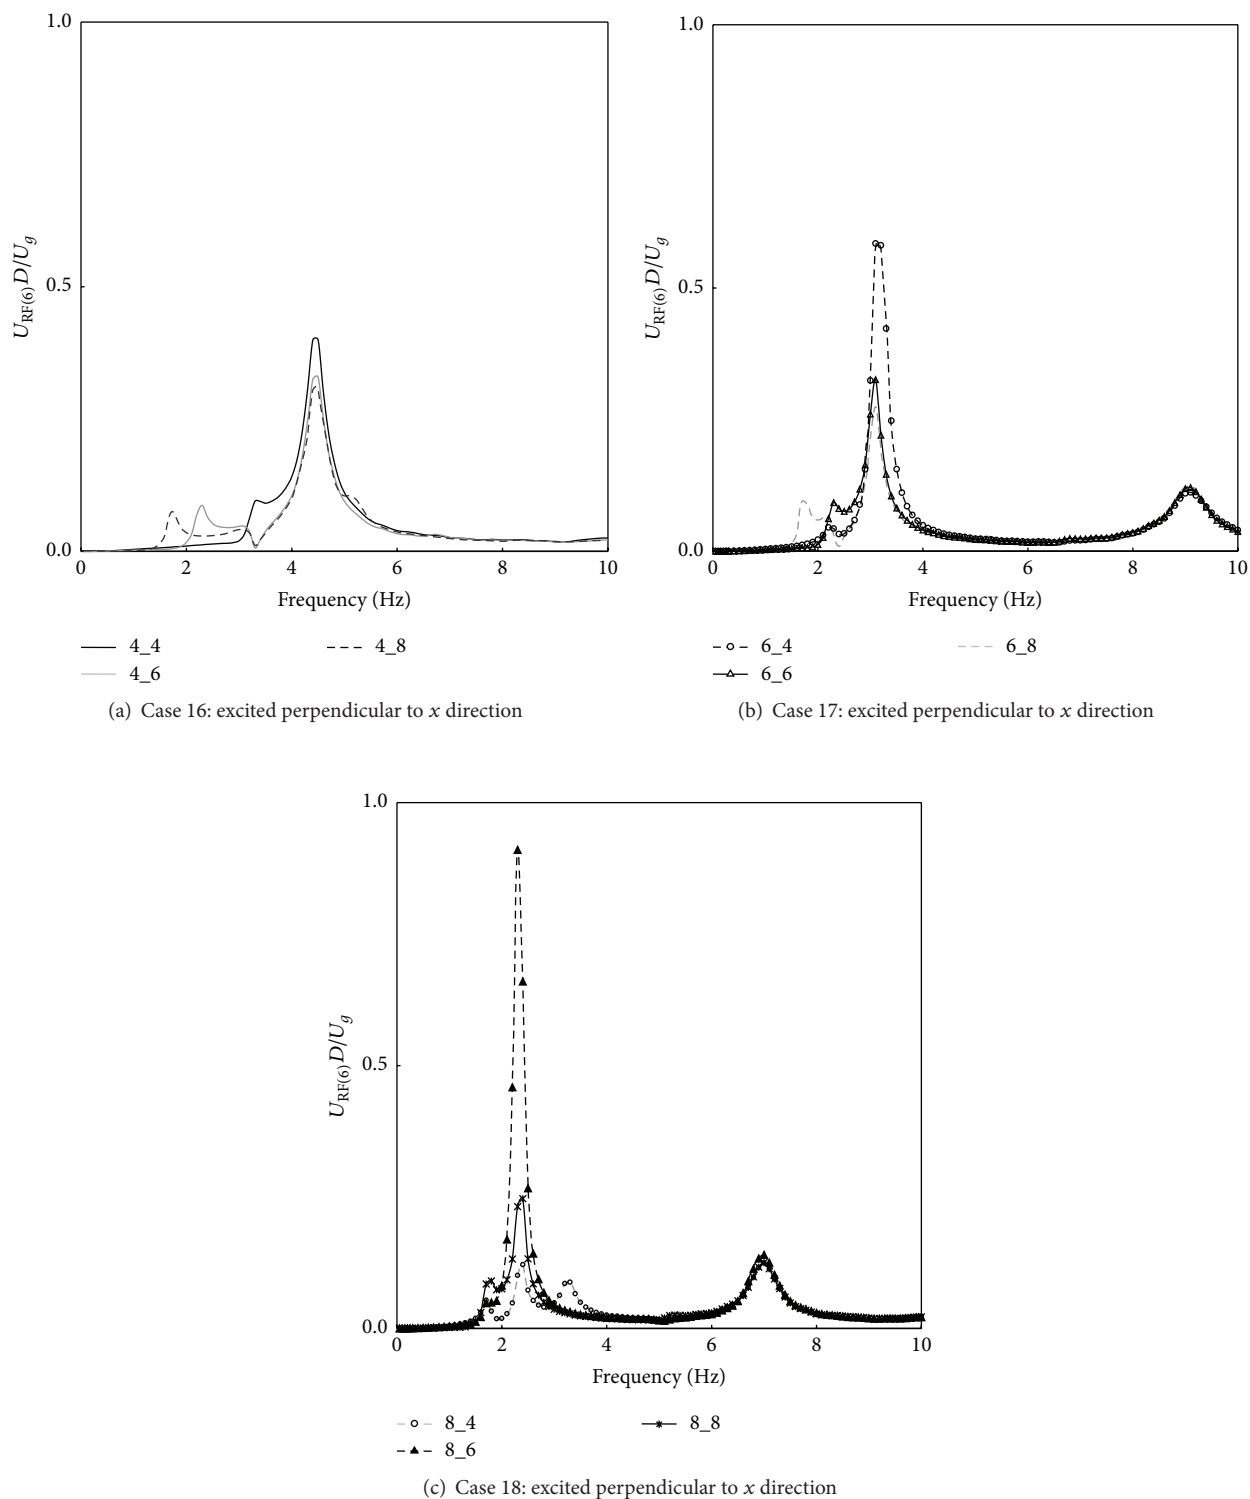 1.0
0.5
0.0
U_RF(6) D/U_g
0 2 4 6 8 10
Frequency (Hz)
4_4 4_8
4_6
(a) Case 16: excited perpendicular to x direction
1.0
0.5
0.0
U_RF(6) D/U_g
0 2 4 6 8 10
Frequency (Hz)
6_4 6_8
6_6
(b) Case 17: excited perpendicular to x direction
1.0
0.5
0.0
U_RF(6) D/U_g
0 2 4 6 8 10
Frequency (Hz)
8_4 8_8
8_6
(c) Case 18: excited perpendicular to x direction